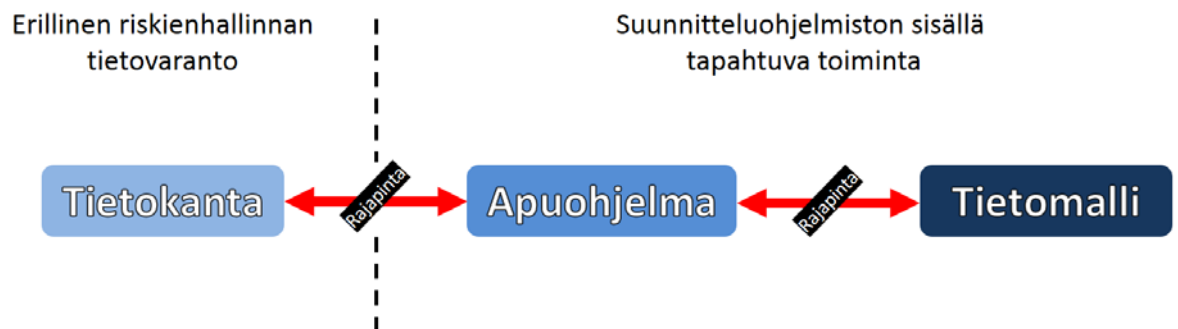 Erillinen riskienhallinnan
tietovaranto
Suunnitteluohjelmiston sisällä
tapahtuva toiminta
Tietokanta
Rajapinta
Apuohjelma
Rajapinta
Tietomalli